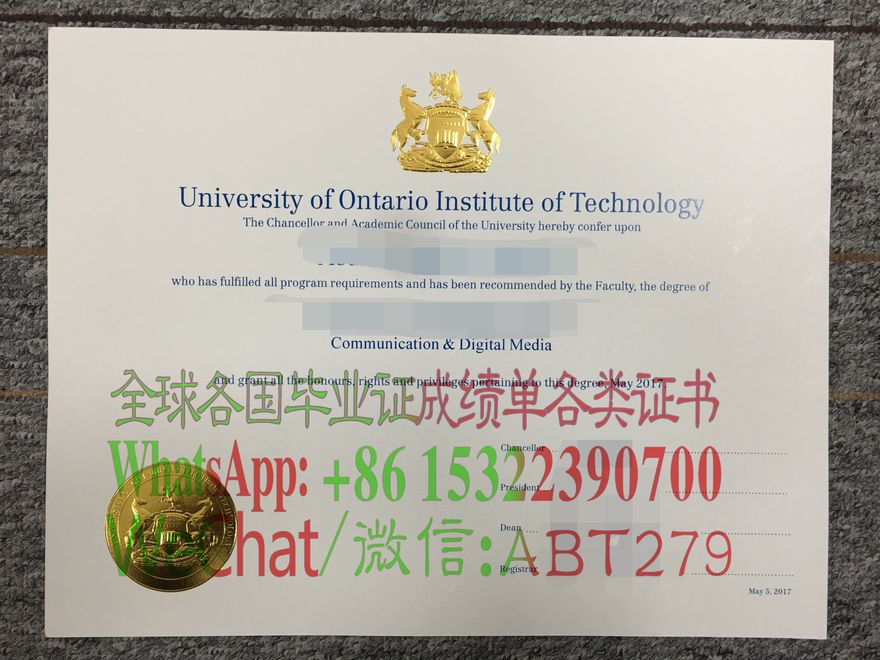 University of Ontario Institute of Technology
The Chancellor and Academic Council of the University hereby confer upon
who has fulfilled all program requirements and has been recommended by the Faculty, the degree of
Communication & Digital Media
and grant all the honours, rights and privileges pertaining to this degree, May 2017.
全球各国毕业证成绩单各类证书
Chancellor
WhatsApp: +86 15322390700
President
Dean
WeChat/微信:ABT279
Registrar
May 5, 2017